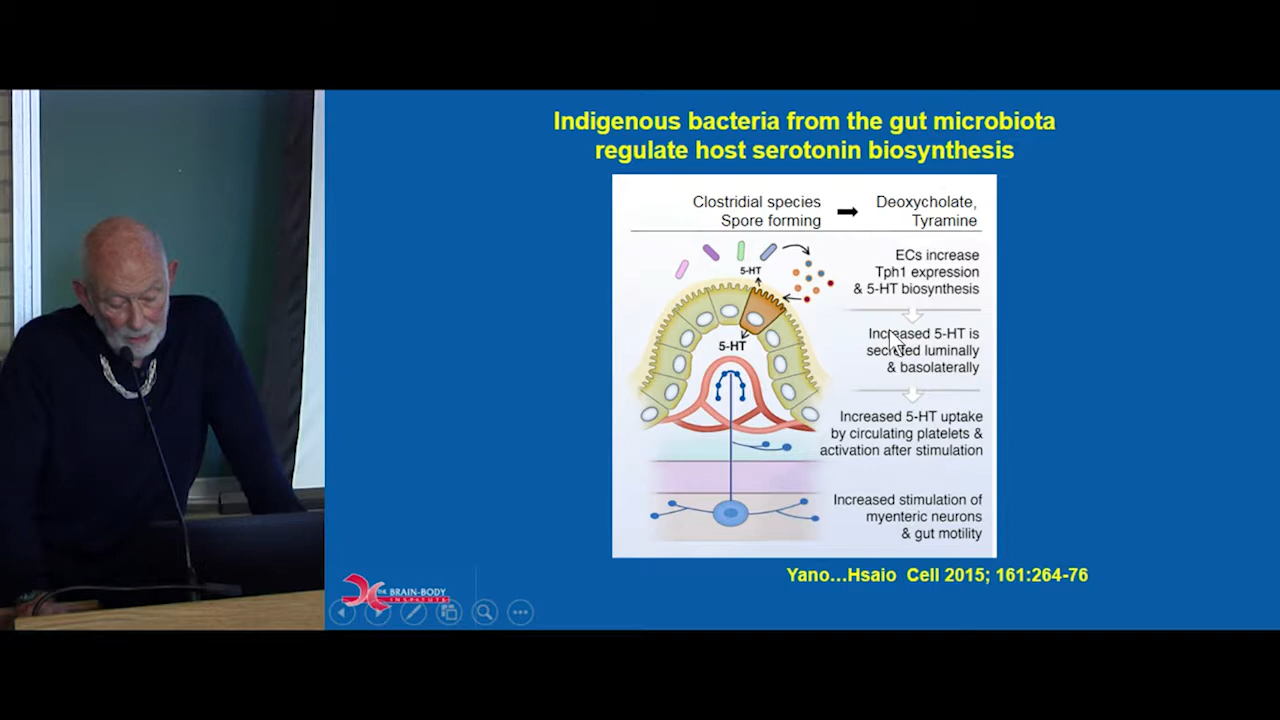 Indigenous bacteria from the gut microbiota
regulate host serotonin biosynthesis
Clostridial species
Spore forming
Deoxycholate,
Tyramine
5-HT
5-HT
ECs increase
Tph1 expression
& 5-HT biosynthesis
Increased 5-HT is
secreted luminally
& basolaterally
Increased 5-HT uptake
by circulating platelets &
activation after stimulation
Increased stimulation of
myenteric neurons
& gut motility
Yano...Hsaio Cell 2015; 161:264-76
THE BRAIN-BODY
INSTITUTE